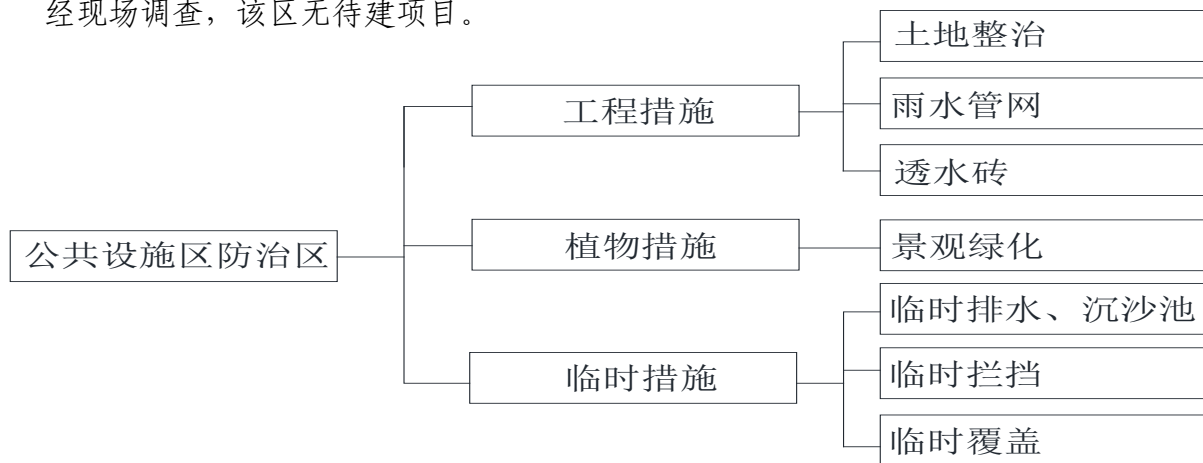 经现场调查，该区无待建项目。
土地整治
工程措施
雨水管网
透水砖
公共设施区防治区
植物措施
景观绿化
临时排水、沉沙池
临时措施
临时拦挡
临时覆盖